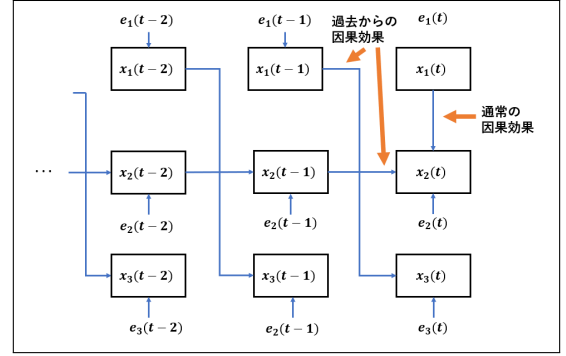 e₁(t−2)
e₁(t−1)
過去からの
因果効果
e₁(t)
x₁(t−2)
x₁(t−1)
x₁(t)
通常の
因果効果
…
x₂(t−2)
x₂(t−1)
x₂(t)
e₂(t−2)
e₂(t−1)
e₂(t)
x₃(t−2)
x₃(t−1)
x₃(t)
e₃(t−2)
e₂(t−1)
e₃(t)